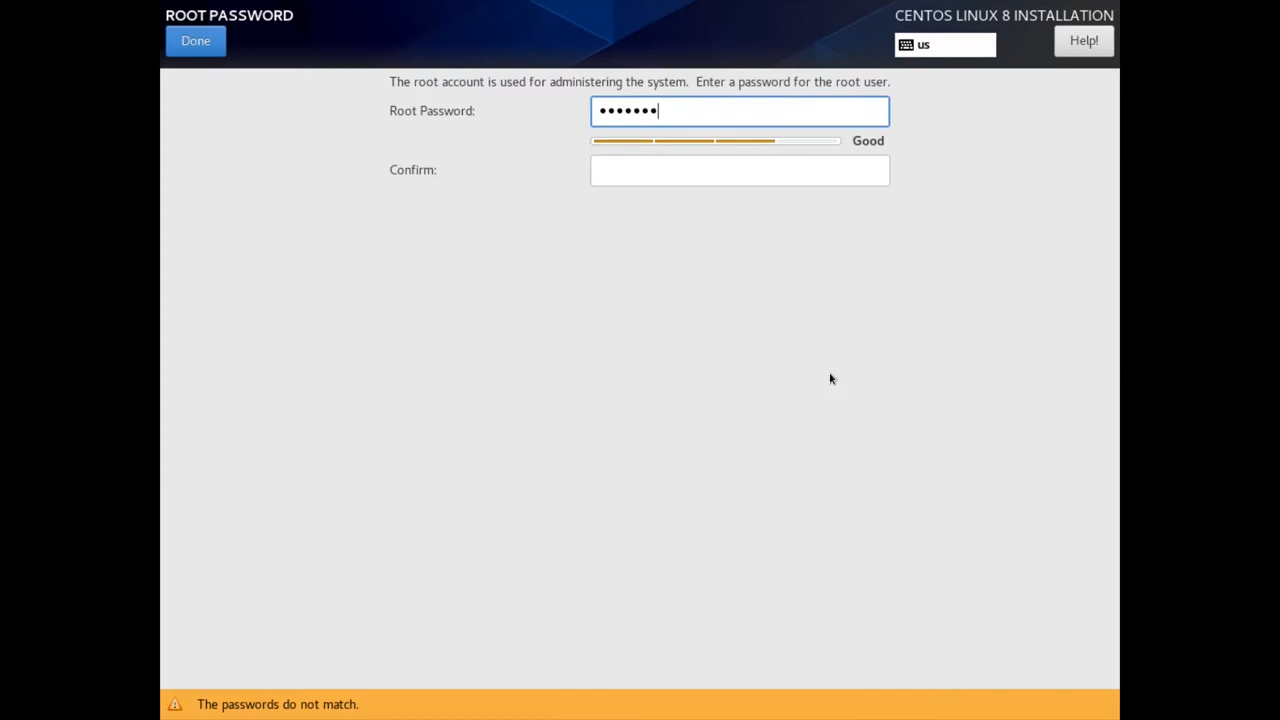 ROOT PASSWORD
CENTOS LINUX 8 INSTALLATION
Done
us
Help!
The root account is used for administering the system.  Enter a password for the root user.
Root Password:
•••••••
Good
Confirm:
The passwords do not match.